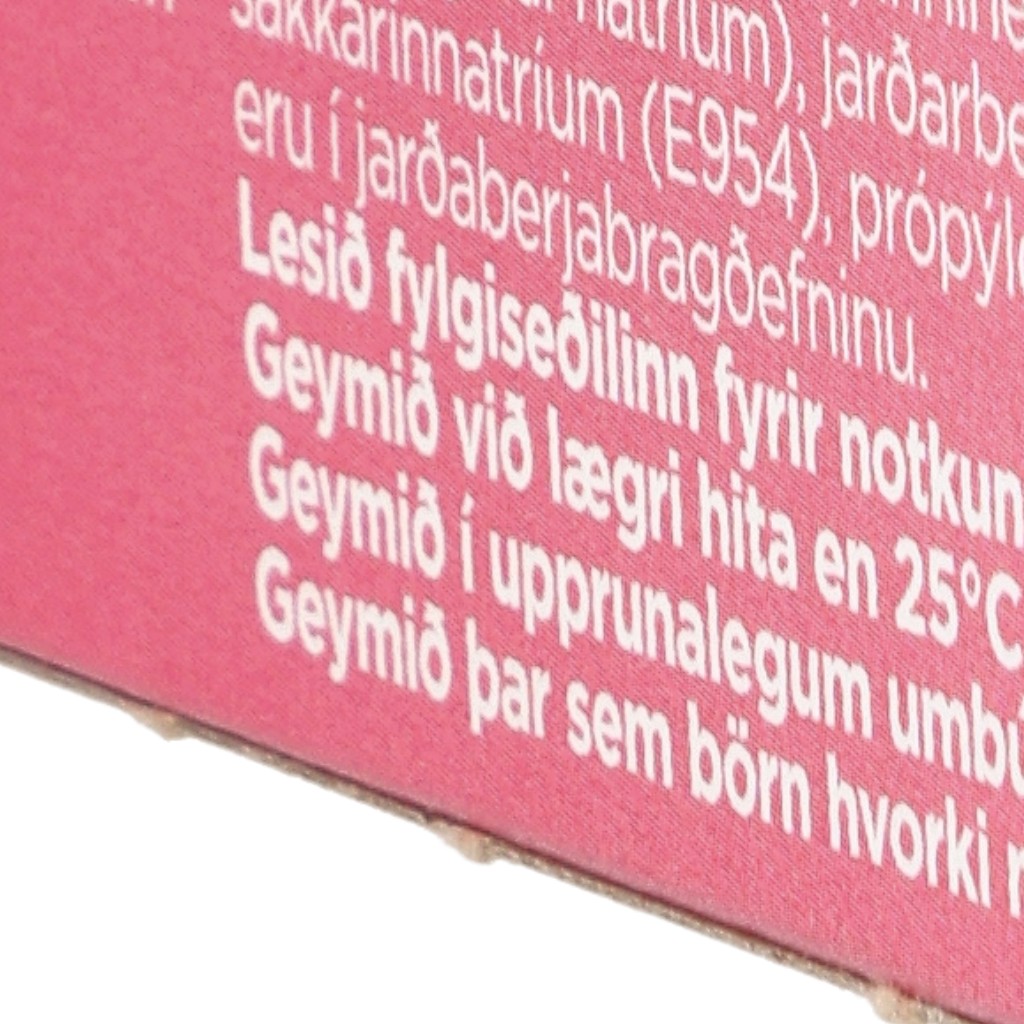 natríum), jarðarbe
sakkarínnatríum (E954), própýle
eru í jarðaberjabragðefninu.
Lesið fylgiseðilinn fyrir notkun
Geymið við lægri hita en 25°C.
Geymið í upprunalegum umbú
Geymið þar sem börn hvorki n